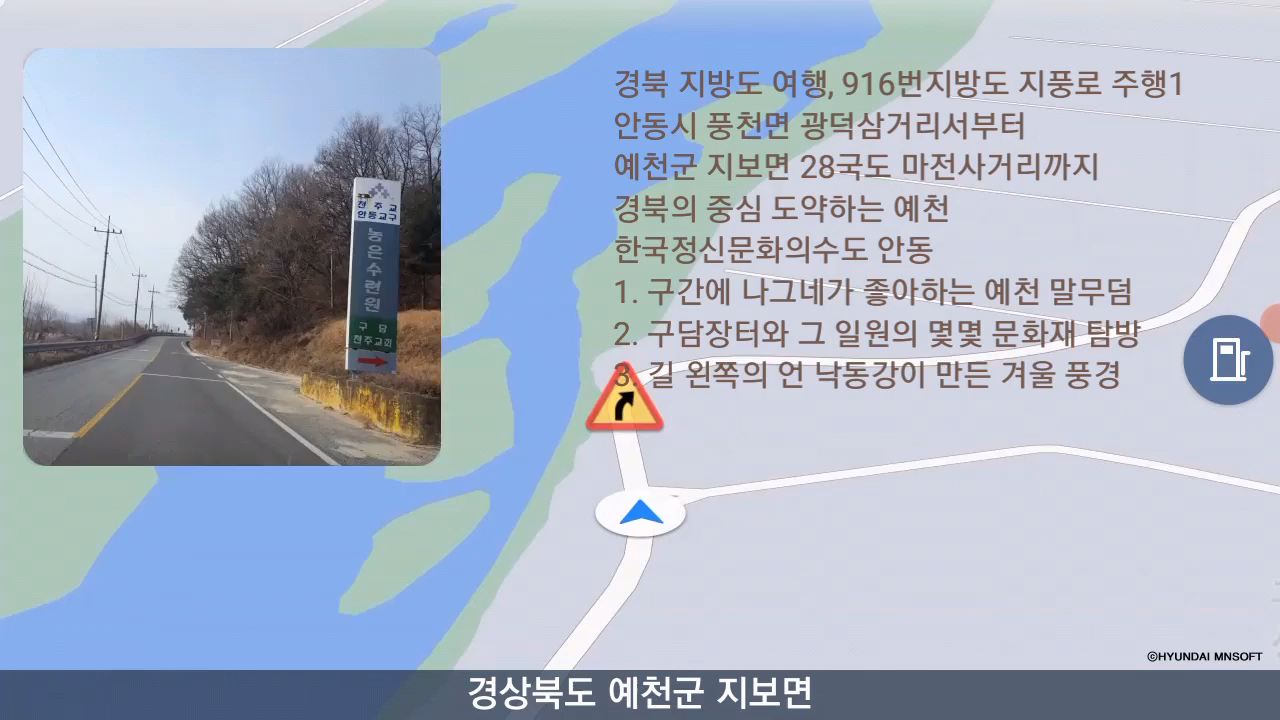 경북 지방도 여행, 916번지방도 지풍로 주행1
안동시 풍천면 광덕삼거리서부터
예천군 지보면 28국도 마전사거리까지
경북의 중심 도약하는 예천
한국정신문화의수도 안동
1. 구간에 나그네가 좋아하는 예천 말무덤
2. 구담장터와 그 일원의 몇몇 문화재 탐방
3. 길 왼쪽의 언 낙동강이 만든 겨울 풍경
천주교
안동교구
농은수련원
구담
천주교회
©HYUNDAI MNSOFT
경상북도 예천군 지보면